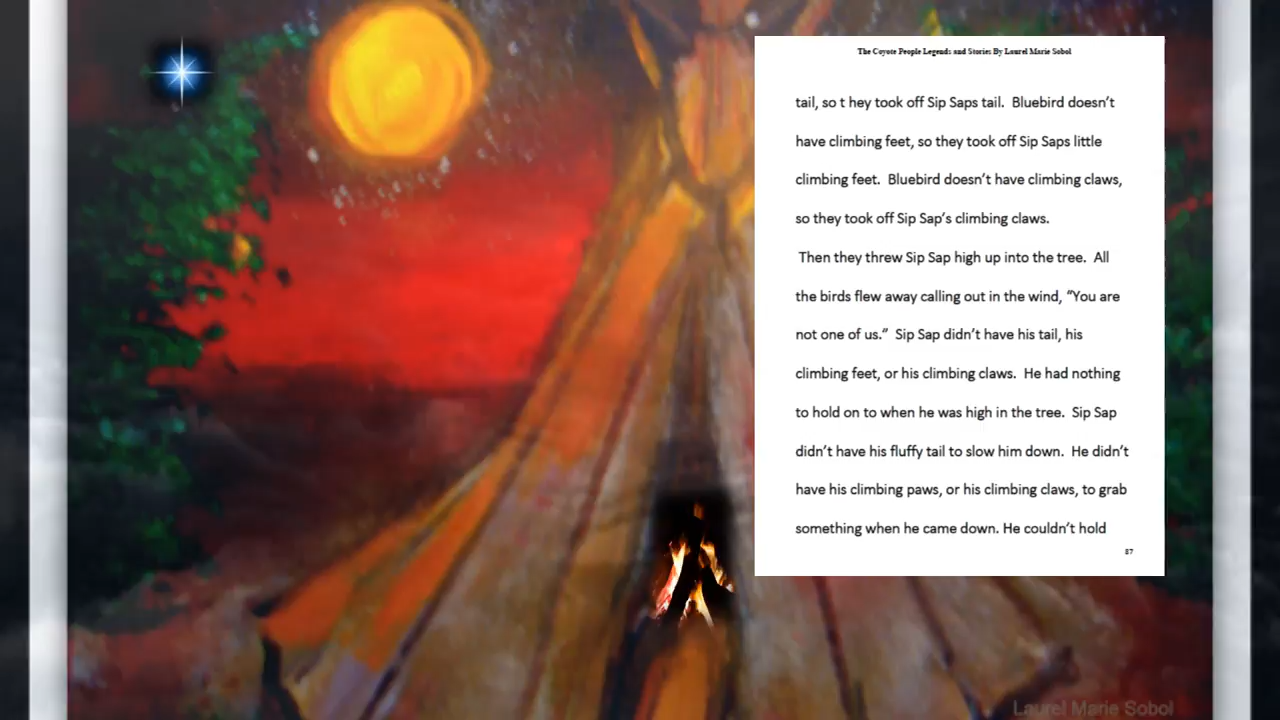 The Coyote People Legends and Stories By Laurel Marie Sobol
tail, so t hey took off Sip Saps tail.  Bluebird doesn’t
have climbing feet, so they took off Sip Saps little
climbing feet.  Bluebird doesn’t have climbing claws,
so they took off Sip Sap’s climbing claws.
Then they threw Sip Sap high up into the tree.  All
the birds flew away calling out in the wind, “You are
not one of us.”  Sip Sap didn’t have his tail, his
climbing feet, or his climbing claws.  He had nothing
to hold on to when he was high in the tree.  Sip Sap
didn’t have his fluffy tail to slow him down.  He didn’t
have his climbing paws, or his climbing claws, to grab
something when he came down. He couldn’t hold
87
Laurel Marie Sobol